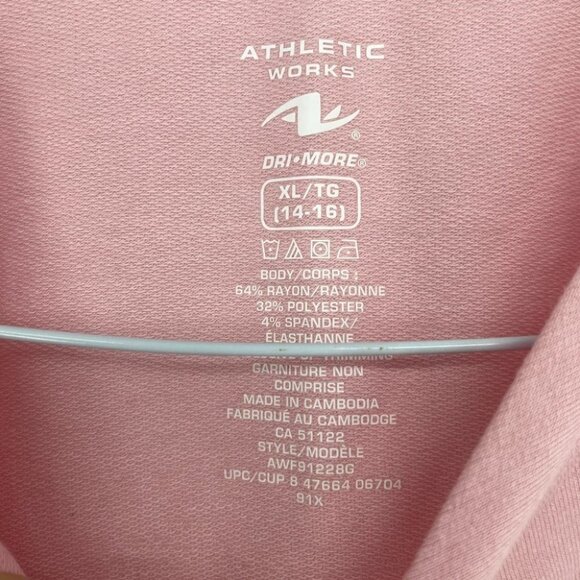 ATHLETIC
WORKS
®
DRI•MORE®
XL/TG
(14-16)
BODY/CORPS :
64% RAYON/RAYONNE
32% POLYESTER
4% SPANDEX/
ÉLASTHANNE
GARNITURE NON
COMPRISE
MADE IN CAMBODIA
FABRIQUÉ AU CAMBODGE
CA 51122
STYLE/MODÈLE
AWF91228G
UPC/CUP 8 47664 06704
91X